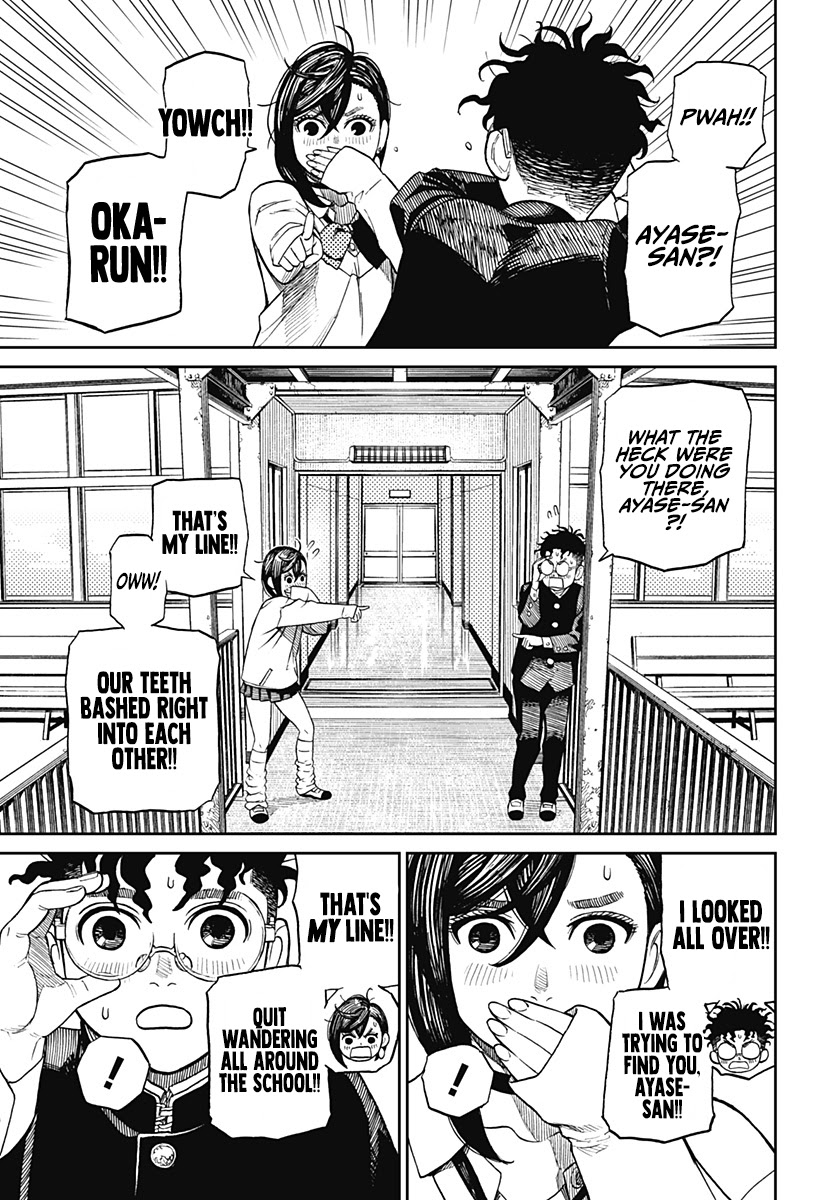 PWAH!!
AYASE-
SAN?!
YOWCH!!
OKA-
RUN!!
WHAT THE
HECK WERE
YOU DOING
THERE,
AYASE-SAN
?!
THAT'S
MY LINE!!
OWW!
OUR TEETH
BASHED RIGHT
INTO EACH
OTHER!!
I LOOKED
ALL OVER!!
I WAS
TRYING TO
FIND YOU,
AYASE-
SAN!!
!
THAT'S
MY LINE!!
QUIT
WANDERING
ALL AROUND
THE SCHOOL!!
!